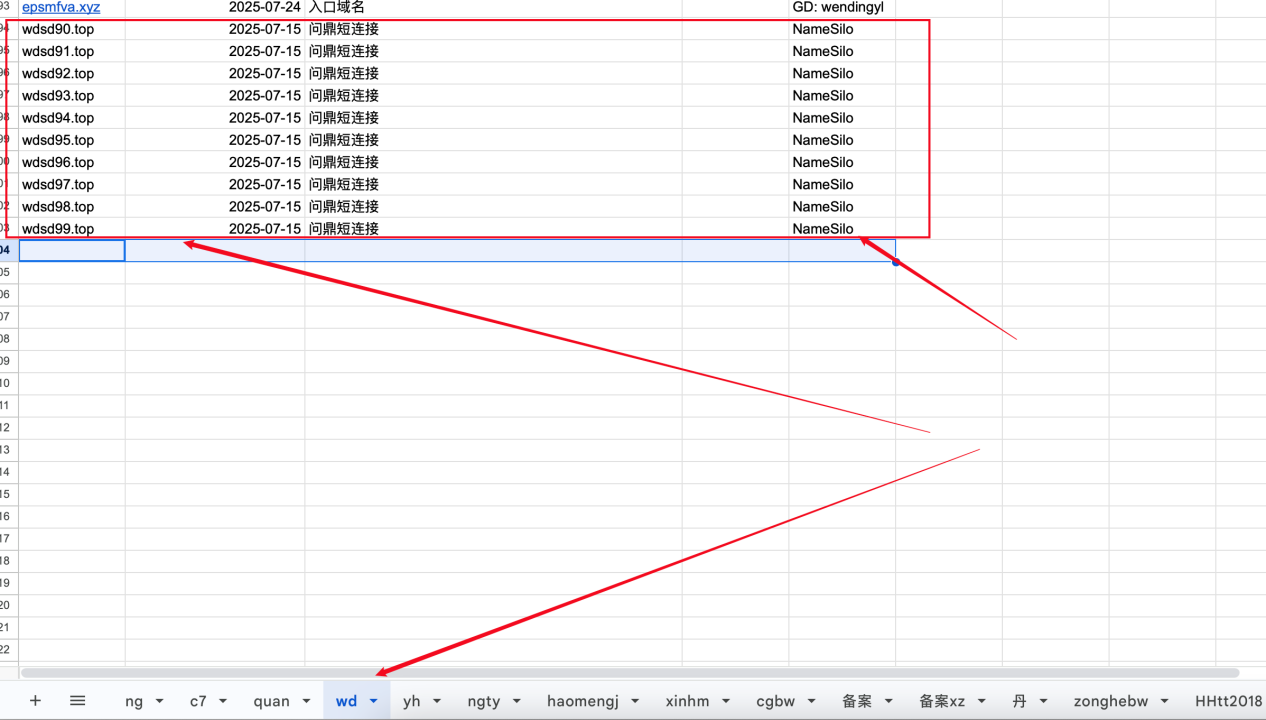 93 epsmfva.xyz 2025-07-24 入口域名 GD: wendingyl
94 wdsd90.top 2025-07-15 问鼎短连接 NameSilo
95 wdsd91.top 2025-07-15 问鼎短连接 NameSilo
96 wdsd92.top 2025-07-15 问鼎短连接 NameSilo
97 wdsd93.top 2025-07-15 问鼎短连接 NameSilo
98 wdsd94.top 2025-07-15 问鼎短连接 NameSilo
99 wdsd95.top 2025-07-15 问鼎短连接 NameSilo
00 wdsd96.top 2025-07-15 问鼎短连接 NameSilo
01 wdsd97.top 2025-07-15 问鼎短连接 NameSilo
02 wdsd98.top 2025-07-15 问鼎短连接 NameSilo
03 wdsd99.top 2025-07-15 问鼎短连接 NameSilo
04
05
06
07
08
09
10
11
12
13
14
15
16
17
18
19
20
21
22
+ ng c7 quan wd yh ngty haomengj xinhm cgbw 备案 备案xz 丹 zonghebw HHtt2018